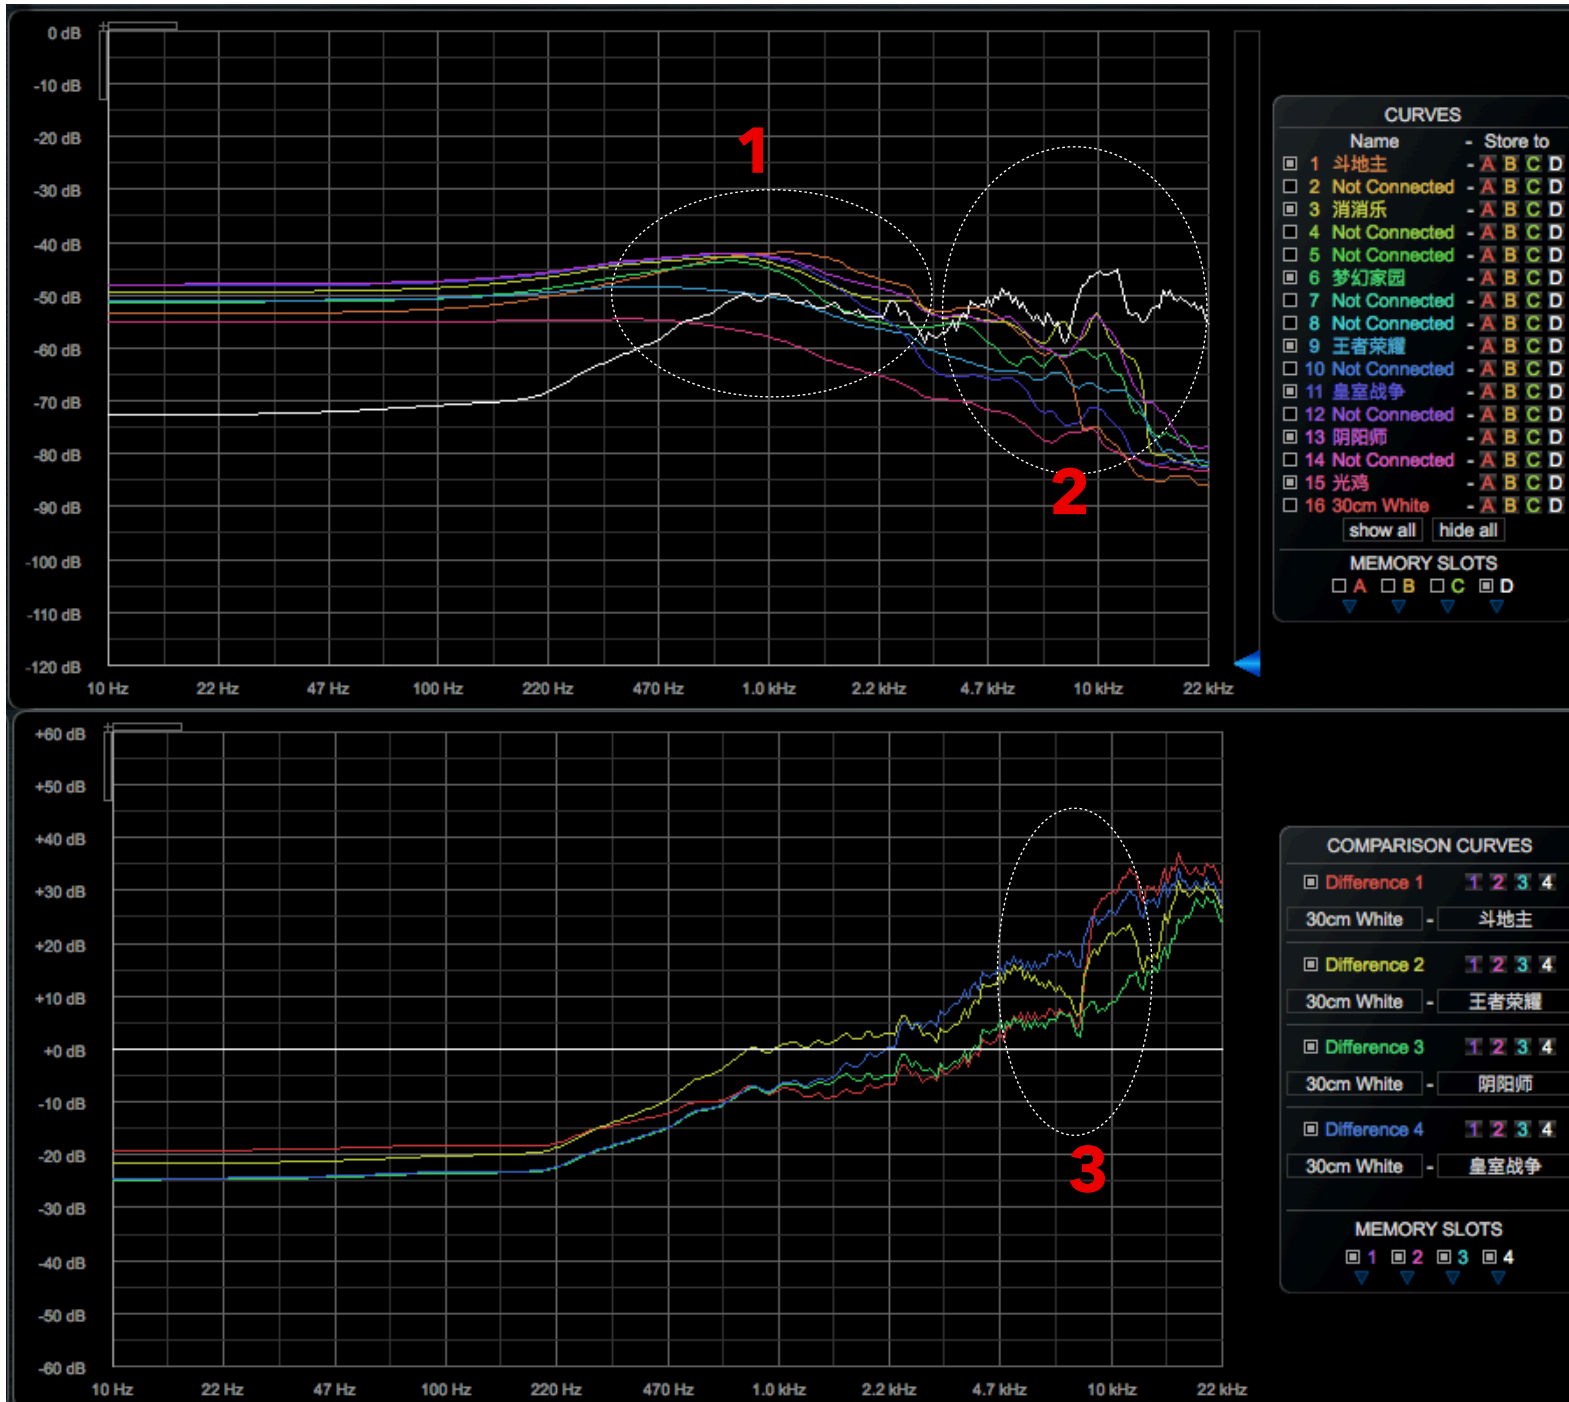 0 dB
-10 dB
-20 dB
-30 dB
-40 dB
-50 dB
-60 dB
-70 dB
-80 dB
-90 dB
-100 dB
-110 dB
-120 dB
10 Hz 22 Hz 47 Hz 100 Hz 220 Hz 470 Hz 1.0 kHz 2.2 kHz 4.7 kHz 10 kHz 22 kHz
1
2
CURVES
Name - Store to
1 斗地主 - A B C D
2 Not Connected - A B C D
3 消消乐 - A B C D
4 Not Connected - A B C D
5 Not Connected - A B C D
6 梦幻家园 - A B C D
7 Not Connected - A B C D
8 Not Connected - A B C D
9 王者荣耀 - A B C D
10 Not Connected - A B C D
11 皇室战争 - A B C D
12 Not Connected - A B C D
13 阴阳师 - A B C D
14 Not Connected - A B C D
15 光鸡 - A B C D
16 30cm White - A B C D
show all hide all
MEMORY SLOTS
A B C D
+60 dB
+50 dB
+40 dB
+30 dB
+20 dB
+10 dB
+0 dB
-10 dB
-20 dB
-30 dB
-40 dB
-50 dB
-60 dB
10 Hz 22 Hz 47 Hz 100 Hz 220 Hz 470 Hz 1.0 kHz 2.2 kHz 4.7 kHz 10 kHz 22 kHz
3
COMPARISON CURVES
Difference 1 1 2 3 4
30cm White - 斗地主
Difference 2 1 2 3 4
30cm White - 王者荣耀
Difference 3 1 2 3 4
30cm White - 阴阳师
Difference 4 1 2 3 4
30cm White - 皇室战争
MEMORY SLOTS
1 2 3 4